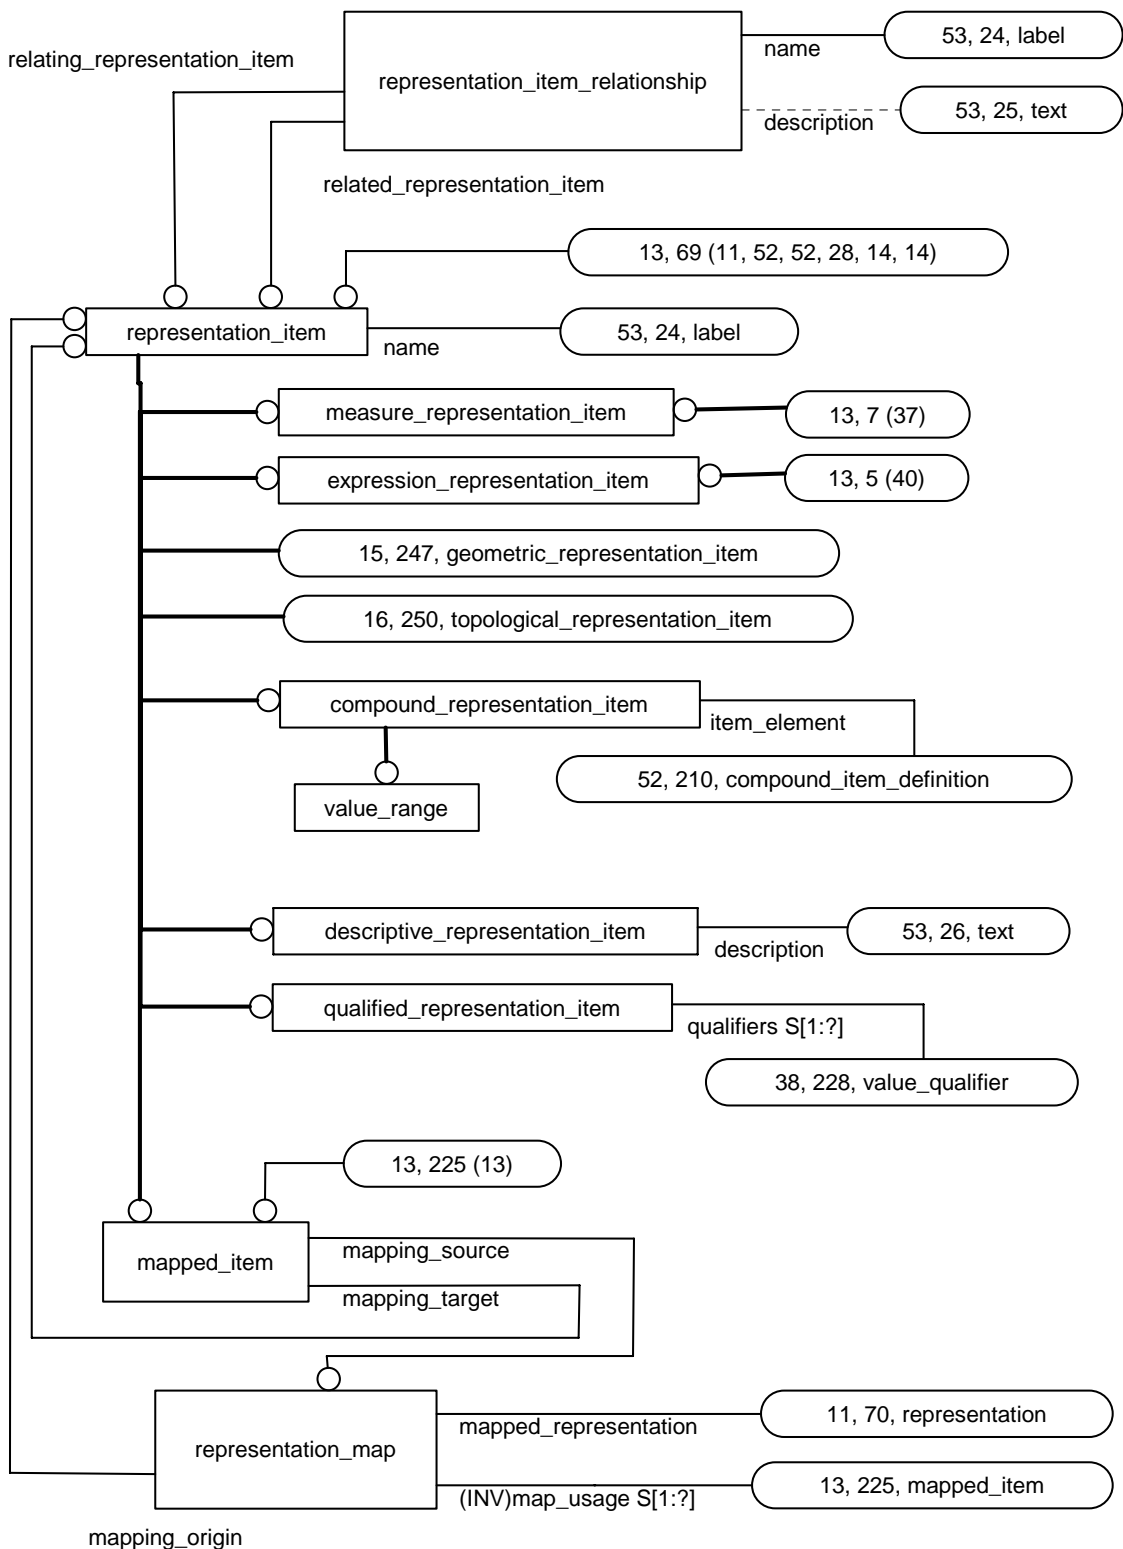 53, 24, label
name
relating_representation_item
representation_item_relationship
53, 25, text
description
related_representation_item
13, 69 (11, 52, 52, 28, 14, 14)
representation_item
53, 24, label
name
measure_representation_item
13, 7 (37)
expression_representation_item
13, 5 (40)
15, 247, geometric_representation_item
16, 250, topological_representation_item
compound_representation_item
item_element
52, 210, compound_item_definition
value_range
descriptive_representation_item
53, 26, text
description
qualified_representation_item
qualifiers S[1:?]
38, 228, value_qualifier
13, 225 (13)
mapping_source
mapped_item
mapping_target
11, 70, representation
mapped_representation
representation_map
13, 225, mapped_item
(INV)map_usage S[1:?]
mapping_origin